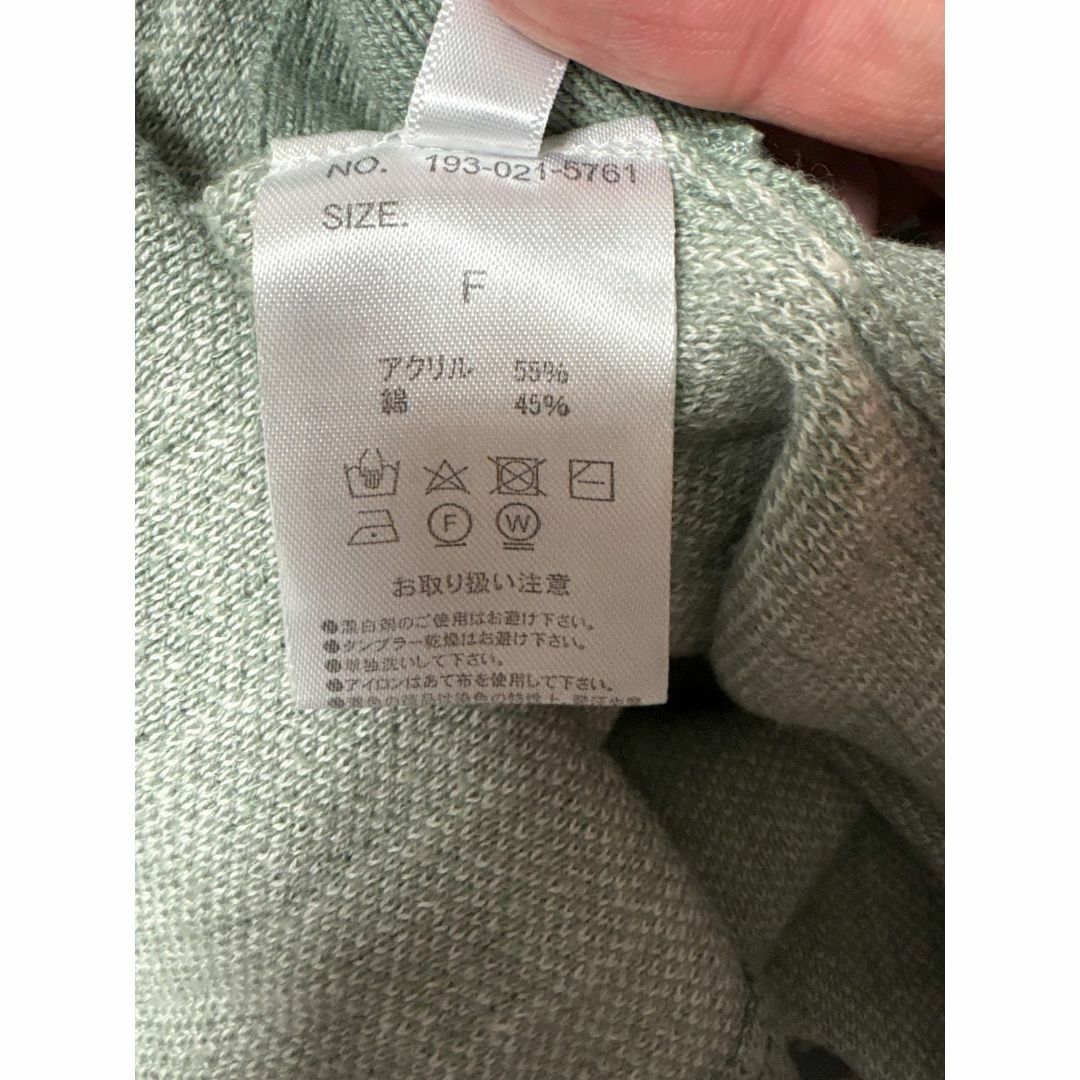 NO. 193-021-5761
SIZE.
F
アクリル 55%
綿 45%
F W
お取り扱い注意
漂白剤のご使用はお避け下さい。
タンブラー乾燥はお避け下さい。
単独洗いして下さい。
アイロンはあて布を使用して下さい。